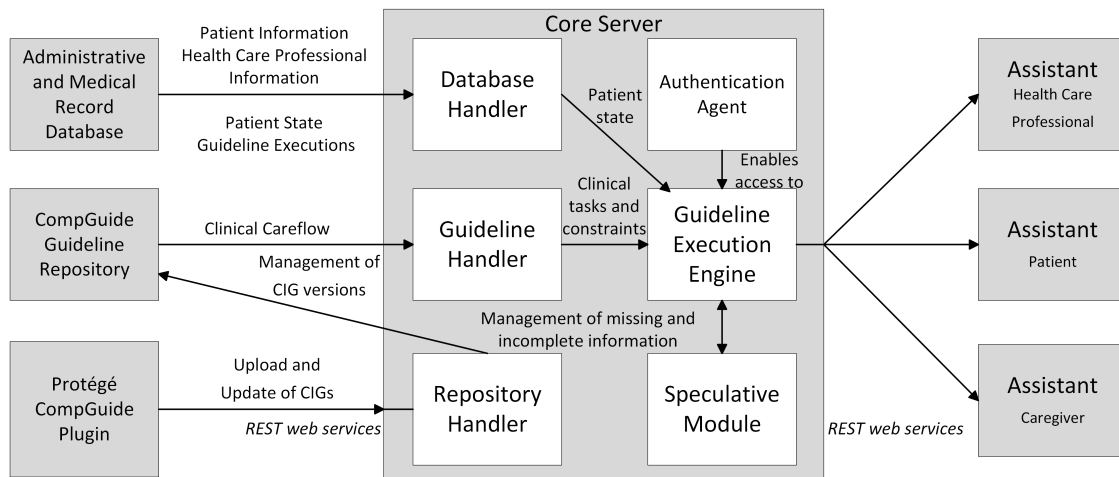 Core Server
Administrative
and Medical
Record
Database
Patient Information
Health Care Professional
Information
Patient State
Guideline Executions
Database
Handler
Patient
state
Authentication
Agent
Enables
access to
Assistant
Health Care
Professional
CompGuide
Guideline
Repository
Clinical Careflow
Management of
CIG versions
Guideline
Handler
Clinical
tasks and
constraints
Guideline
Execution
Engine
Assistant
Patient
Management of missing and
incomplete information
Protégé
CompGuide
Plugin
Upload and
Update of CIGs
REST web services
Repository
Handler
Speculative
Module
REST web services
Assistant
Caregiver